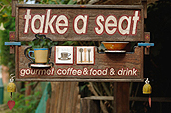 take a seat
gourmet coffee & food & drink